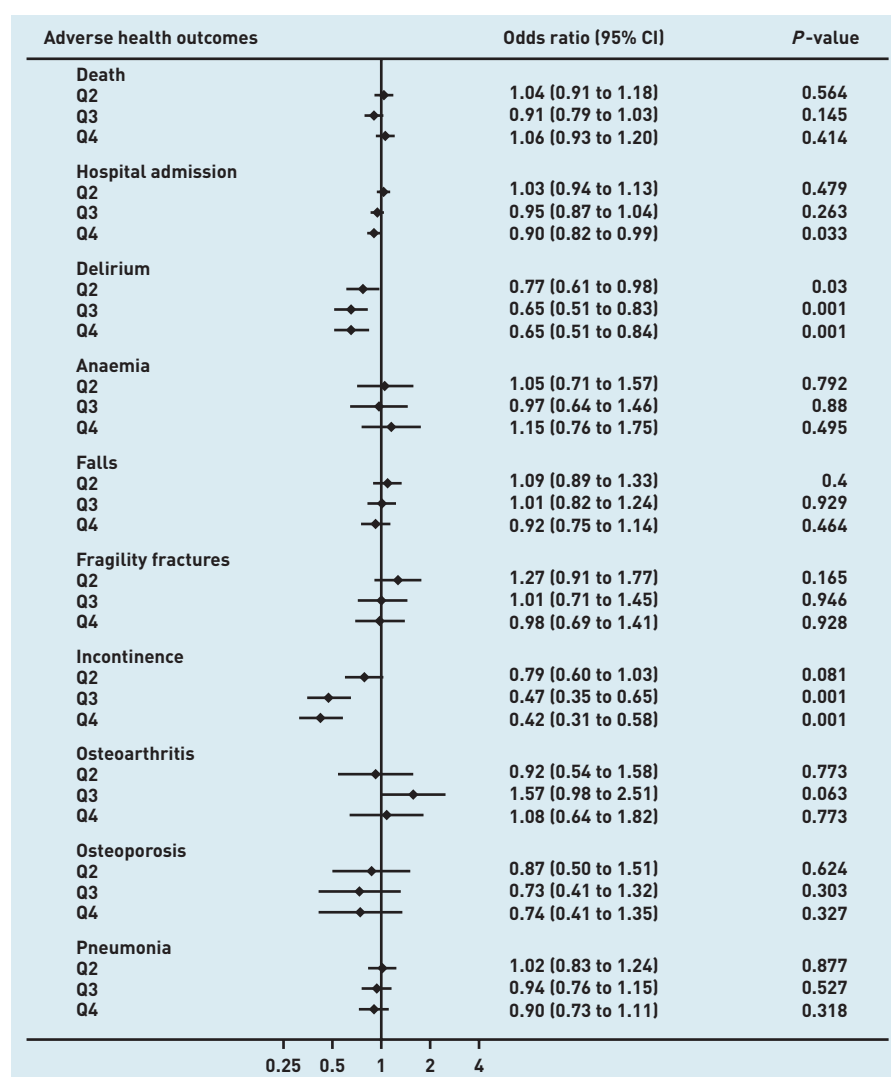 Adverse health outcomes Odds ratio (95% CI) P-value
Death
Q2 1.04 (0.91 to 1.18) 0.564
Q3 0.91 (0.79 to 1.03) 0.145
Q4 1.06 (0.93 to 1.20) 0.414
Hospital admission
Q2 1.03 (0.94 to 1.13) 0.479
Q3 0.95 (0.87 to 1.04) 0.263
Q4 0.90 (0.82 to 0.99) 0.033
Delirium
Q2 0.77 (0.61 to 0.98) 0.03
Q3 0.65 (0.51 to 0.83) 0.001
Q4 0.65 (0.51 to 0.84) 0.001
Anaemia
Q2 1.05 (0.71 to 1.57) 0.792
Q3 0.97 (0.64 to 1.46) 0.88
Q4 1.15 (0.76 to 1.75) 0.495
Falls
Q2 1.09 (0.89 to 1.33) 0.4
Q3 1.01 (0.82 to 1.24) 0.929
Q4 0.92 (0.75 to 1.14) 0.464
Fragility fractures
Q2 1.27 (0.91 to 1.77) 0.165
Q3 1.01 (0.71 to 1.45) 0.946
Q4 0.98 (0.69 to 1.41) 0.928
Incontinence
Q2 0.79 (0.60 to 1.03) 0.081
Q3 0.47 (0.35 to 0.65) 0.001
Q4 0.42 (0.31 to 0.58) 0.001
Osteoarthritis
Q2 0.92 (0.54 to 1.58) 0.773
Q3 1.57 (0.98 to 2.51) 0.063
Q4 1.08 (0.64 to 1.82) 0.773
Osteoporosis
Q2 0.87 (0.50 to 1.51) 0.624
Q3 0.73 (0.41 to 1.32) 0.303
Q4 0.74 (0.41 to 1.35) 0.327
Pneumonia
Q2 1.02 (0.83 to 1.24) 0.877
Q3 0.94 (0.76 to 1.15) 0.527
Q4 0.90 (0.73 to 1.11) 0.318
0.25 0.5 1 2 4